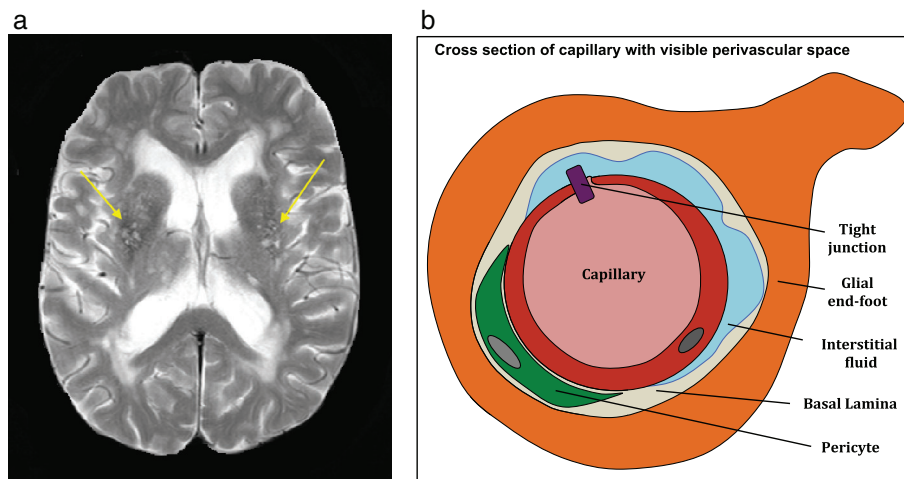 a
b
Cross section of capillary with visible perivascular space
Capillary
Tight
junction
Glial
end-foot
Interstitial
fluid
Basal Lamina
Pericyte